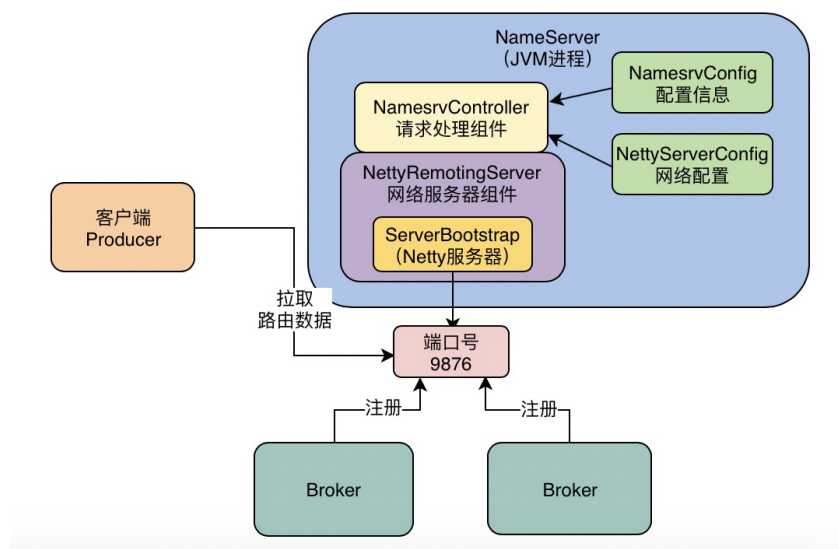 NameServer
（JVM进程）
NamesrvConfig
配置信息
NamesrvController
请求处理组件
NettyServerConfig
网络配置
NettyRemotingServer
网络服务器组件
客户端
Producer
ServerBootstrap
（Netty服务器）
拉取
路由数据
端口号
9876
注册
注册
Broker
Broker